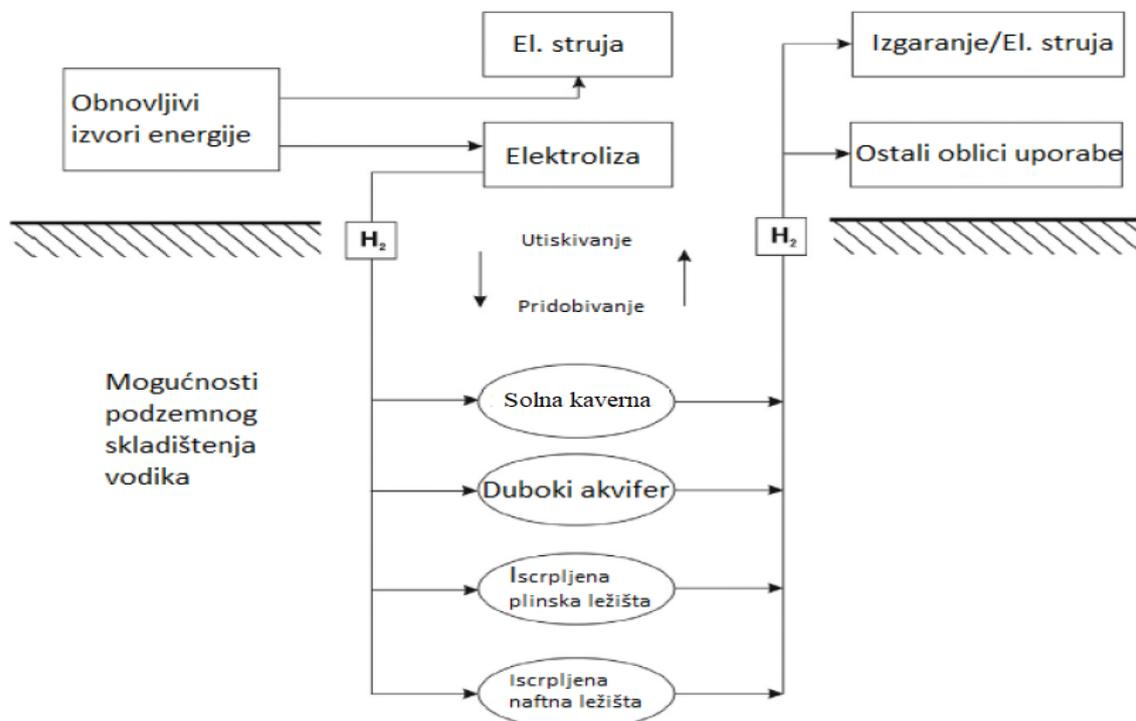 El. struja
Izgaranje/El. struja
Obnovljivi
izvori energije
Elektroliza
Ostali oblici uporabe
H₂
Utiskivanje
H₂
Pridobivanje
Mogućnosti
podzemnog
skladištenja
vodika
Solna kaverna
Duboki akvifer
Iscrpljena
plinska ležišta
Iscrpljena
naftna ležišta